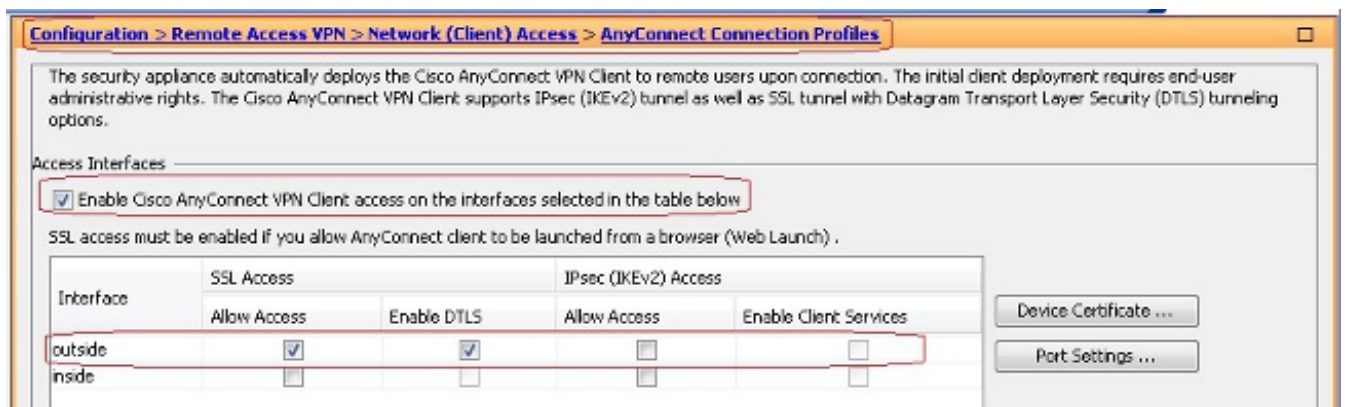 Configuration > Remote Access VPN > Network (Client) Access > AnyConnect Connection Profiles
The security appliance automatically deploys the Cisco AnyConnect VPN Client to remote users upon connection. The initial client deployment requires end-user
administrative rights. The Cisco AnyConnect VPN Client supports IPsec (IKEv2) tunnel as well as SSL tunnel with Datagram Transport Layer Security (DTLS) tunneling
options.
Access Interfaces
Enable Cisco AnyConnect VPN Client access on the interfaces selected in the table below
SSL access must be enabled if you allow AnyConnect client to be launched from a browser (Web Launch) .
Interface
SSL Access
IPsec (IKEv2) Access
Allow Access
Enable DTLS
Allow Access
Enable Client Services
outside
inside
Device Certificate ...
Port Settings ...